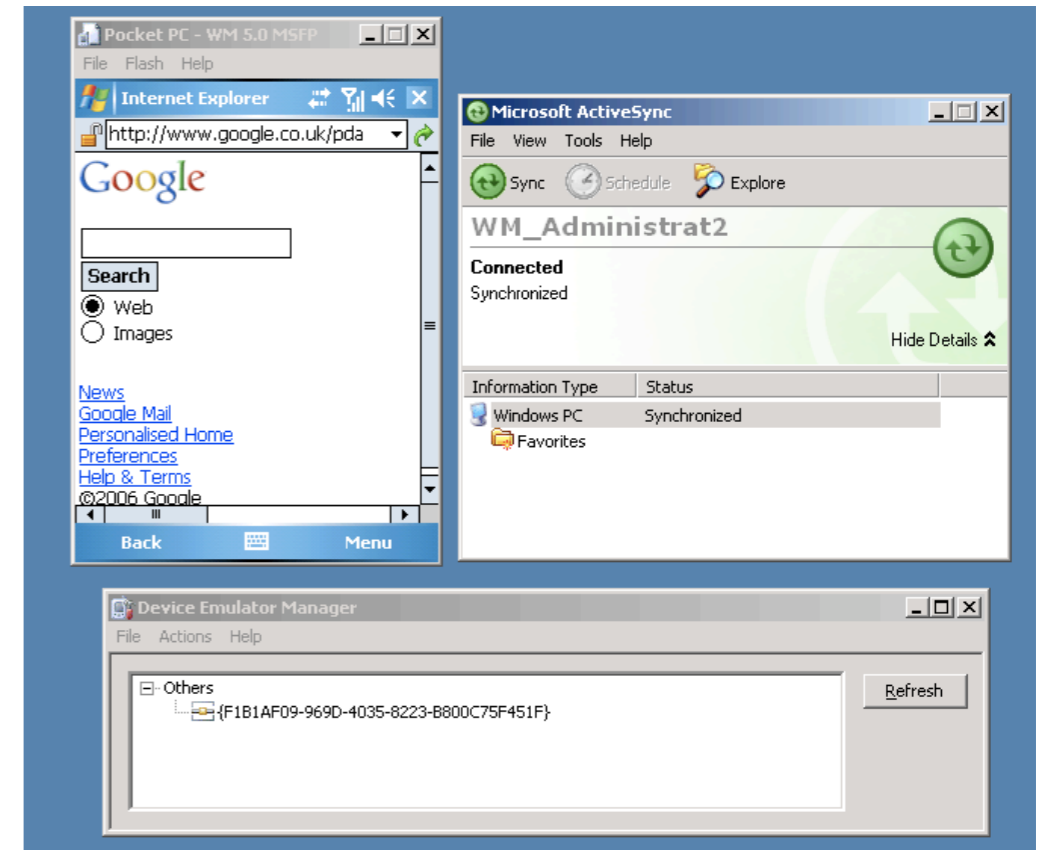 Pocket PC - WM 5.0 MSFP
File Flash Help
Internet Explorer
http://www.google.co.uk/pda
Google
Search
Web
Images
News
Google Mail
Personalised Home
Preferences
Help & Terms
©2006 Google
Back Menu
Microsoft ActiveSync
File View Tools Help
Sync Schedule Explore
WM_Administrat2
Connected
Synchronized
Hide Details
Information Type Status
Windows PC Synchronized
Favorites
Device Emulator Manager
File Actions Help
Others
{F1B1AF09-969D-4035-8223-B800C75F451F}
Refresh